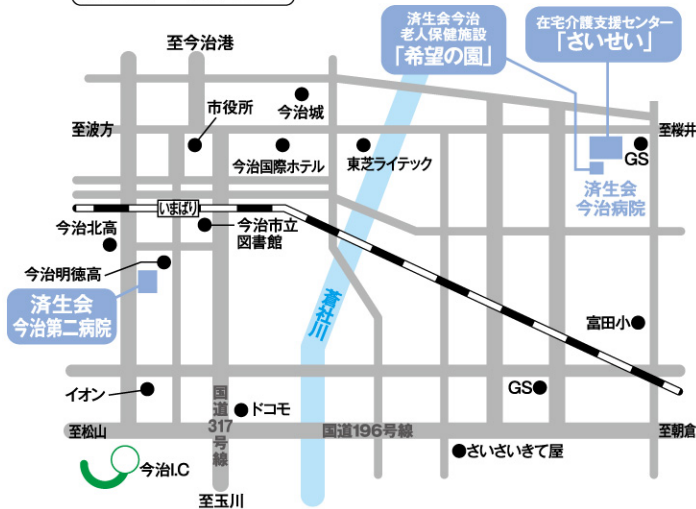 済生会今治
老人保健施設
「希望の園」
在宅介護支援センター
「さいせい」
至今治港
今治城
市役所
至波方
至桜井
今治国際ホテル
東芝ライテック
GS
済生会
今治病院
いまばり
今治北高
今治市立
図書館
今治明徳高
済生会
今治第二病院
蒼社川
富田小
イオン
国道317号線
ドコモ
GS
至松山
国道196号線
至朝倉
さいさいきて屋
今治I.C
至玉川